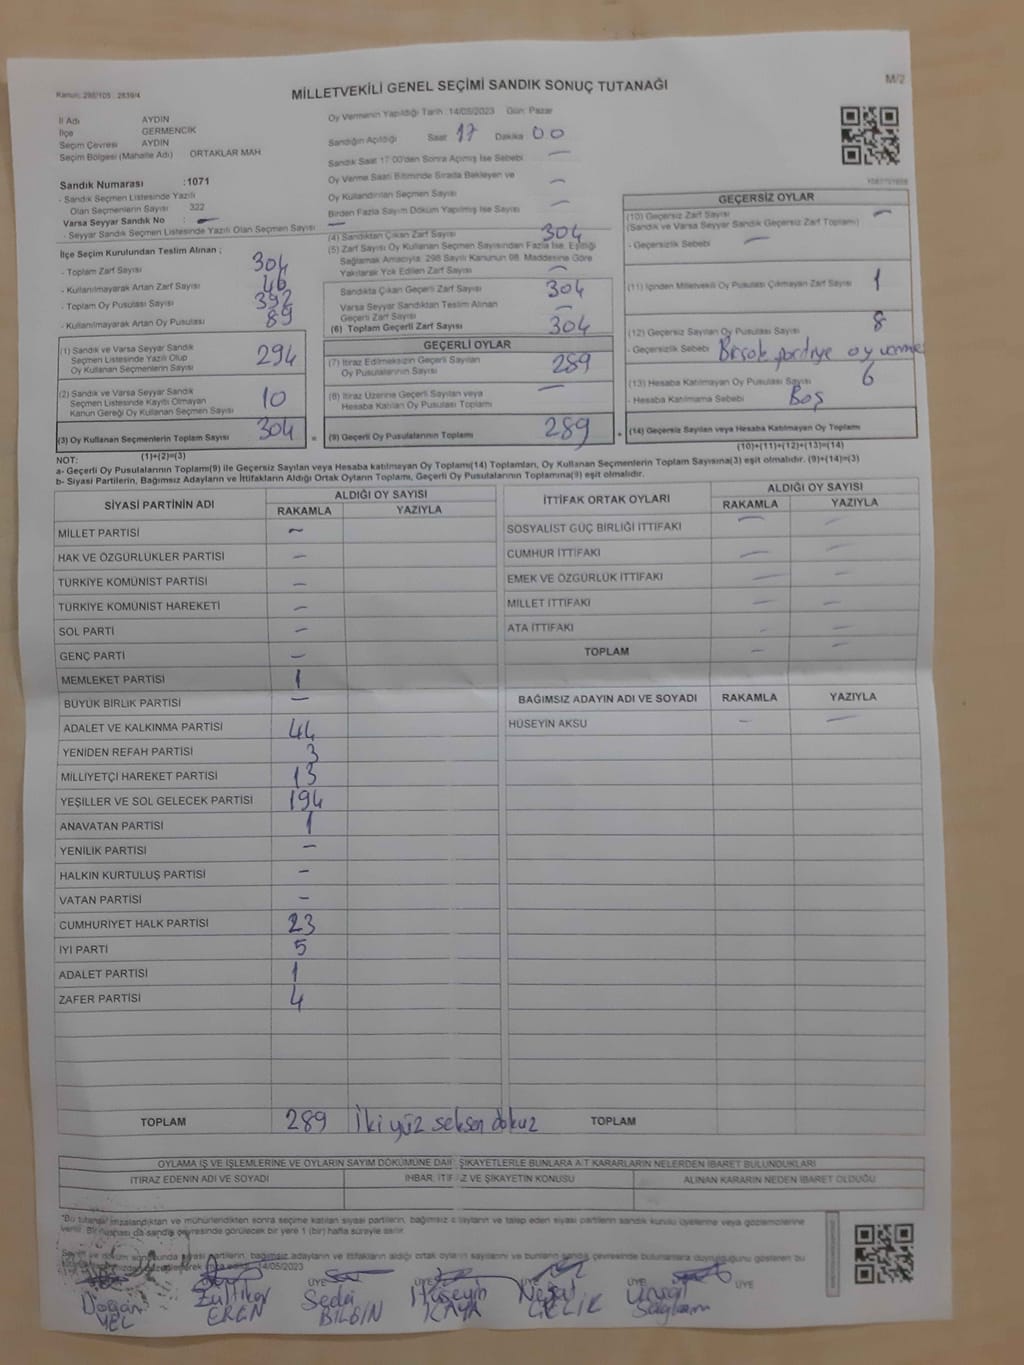 Kanun: 298/105 : 2839/4
MİLLETVEKİLİ GENEL SEÇİMİ SANDIK SONUÇ TUTANAĞI
M/2
İl Adı AYDIN
İlçe GERMENCİK
Seçim Çevresi AYDIN
Seçim Bölgesi (Mahalle Adı) ORTAKLAR MAH.
Sandık Numarası :1071
- Sandık Seçmen Listesinde Yazılı
Olan Seçmenlerin Sayısı : 322
Varsa Seyyar Sandık No : -
- Seyyar Sandık Seçmen Listesinde Yazılı Olan Seçmen Sayısı -
Oy Vermenin Yapıldığı Tarih :14/05/2023 Gün: Pazar
Sandığın Açıldığı Saat 17 Dakika 00
Sandık Saat 17:00'den Sonra Açılmış İse Sebebi -
Oy Verme Saati Bitiminde Sırada Bekleyen ve
Oy Kullandırılan Seçmen Sayısı -
Birden Fazla Sayım Döküm Yapılmış İse Sayısı -
İlçe Seçim Kurulundan Teslim Alınan ;
- Toplam Zarf Sayısı 304
- Kullanılmayarak Artan Zarf Sayısı 46
- Toplam Oy Pusulası Sayısı 392
- Kullanılmayarak Artan Oy Pusulası 89
(1) Sandık ve Varsa Seyyar Sandık
Seçmen Listesinde Yazılı Olup
Oy Kullanan Seçmenlerin Sayısı 294
(2) Sandık ve Varsa Seyyar Sandık
Seçmen Listesinde Kaydı Olmayan
Kanun Gereği Oy Kullanan Seçmen Sayısı 10
(3) Oy Kullanan Seçmenlerin Toplam Sayısı 304
(1)+(2)=(3)
(4) Sandıktan Çıkan Zarf Sayısı 304
(5) Zarf Sayısı Oy Kullanan Seçmen Sayısından Fazla İse, Eşitliği
Sağlamak Amacıyla, 298 Sayılı Kanunun 98. Maddesine Göre
Yakılarak Yok Edilen Zarf Sayısı -
Sandıkta Çıkan Geçerli Zarf Sayısı 304
Varsa Seyyar Sandıktan Teslim Alınan
Geçerli Zarf Sayısı -
(6) Toplam Geçerli Zarf Sayısı 304
GEÇERLİ OYLAR
(7) İtiraz Edilmeksizin Geçerli Sayılan
Oy Pusulalarının Sayısı 289
(8) İtiraz Üzerine Geçerli Sayılan veya
Hesaba Katılan Oy Pusulası Toplamı -
= (9) Geçerli Oy Pusulalarının Toplamı 289 +
GEÇERSİZ OYLAR
(10) Geçersiz Zarf Sayısı -
(Sandık ve Varsa Seyyar Sandık Geçersiz Zarf Toplamı)
- Geçersizlik Sebebi -
(11) İçinden Milletvekili Oy Pusulası Çıkmayan Zarf Sayısı 1
(12) Geçersiz Sayılan Oy Pusulası Sayısı 8
- Geçersizlik Sebebi Birçok partiye oy verme
(13) Hesaba Katılmayan Oy Pusulası Sayısı 6
- Hesaba Katılmama Sebebi Boş
(14) Geçersiz Sayılan veya Hesaba Katılmayan Oy Toplamı
(10)+(11)+(12)+(13)=(14)
NOT:
a- Geçerli Oy Pusulalarının Toplamı(9) ile Geçersiz Sayılan veya Hesaba katılmayan Oy Toplamı(14) Toplamları, Oy Kullanan Seçmenlerin Toplam Sayısına(3) eşit olmalıdır. (9)+(14)=(3)
b- Siyasi Partilerin, Bağımsız Adayların ve İttifakların Aldığı Ortak Oyların Toplamı, Geçerli Oy Pusulalarının Toplamına(9) eşit olmalıdır.
SİYASİ PARTİNİN ADI ALDIĞI OY SAYISI
RAKAMLA YAZIYLA
MİLLET PARTİSİ -
HAK VE ÖZGÜRLÜKLER PARTİSİ -
TÜRKİYE KOMÜNİST PARTİSİ -
TÜRKİYE KOMÜNİST HAREKETİ -
SOL PARTİ -
GENÇ PARTİ -
MEMLEKET PARTİSİ 1
BÜYÜK BİRLİK PARTİSİ -
ADALET VE KALKINMA PARTİSİ 44
YENİDEN REFAH PARTİSİ 3
MİLLİYETÇİ HAREKET PARTİSİ 13
YEŞİLLER VE SOL GELECEK PARTİSİ 194
ANAVATAN PARTİSİ 1
YENİLİK PARTİSİ -
HALKIN KURTULUŞ PARTİSİ -
VATAN PARTİSİ -
CUMHURİYET HALK PARTİSİ 23
İYİ PARTİ 5
ADALET PARTİSİ 1
ZAFER PARTİSİ 4
TOPLAM 289 İki yüz seksen dokuz
İTTİFAK ORTAK OYLARI ALDIĞI OY SAYISI
RAKAMLA YAZIYLA
SOSYALİST GÜÇ BİRLİĞİ İTTİFAKI - -
CUMHUR İTTİFAKI - -
EMEK VE ÖZGÜRLÜK İTTİFAKI - -
MİLLET İTTİFAKI - -
ATA İTTİFAKI - -
TOPLAM - -
BAĞIMSIZ ADAYIN ADI VE SOYADI RAKAMLA YAZIYLA
HÜSEYİN AKSU - -
TOPLAM
OYLAMA İŞ VE İŞLEMLERİNE VE OYLARIN SAYIM DÖKÜMÜNE DAİR ŞİKAYETLERLE BUNLARA AİT KARARLARIN NELERDEN İBARET BULUNDUKLARI
İTİRAZ EDENİN ADI VE SOYADI İHBAR, İTİRAZ VE ŞİKAYETİN KONUSU ALINAN KARARIN NEDEN İBARET OLDUĞU
"Bu tutanak imzalandıktan ve mühürlendikten sonra seçime katılan siyasi partilerin, bağımsız adayların ve talep eden siyasi partilerin sandık kurulu üyelerine veya gözlemcilerine
verilir. Bir nüshası da sandık çevresinde görülecek bir yere 1 (bir) hafta süreyle asılır.
14/05/2023
ÜYE ÜYE ÜYE ÜYE ÜYE
Doğan YEL
Zülfikar EREN
Seda BİLGİN
Hüseyin KAYA
Nejat ÇELİK
Ünsal Sağlam